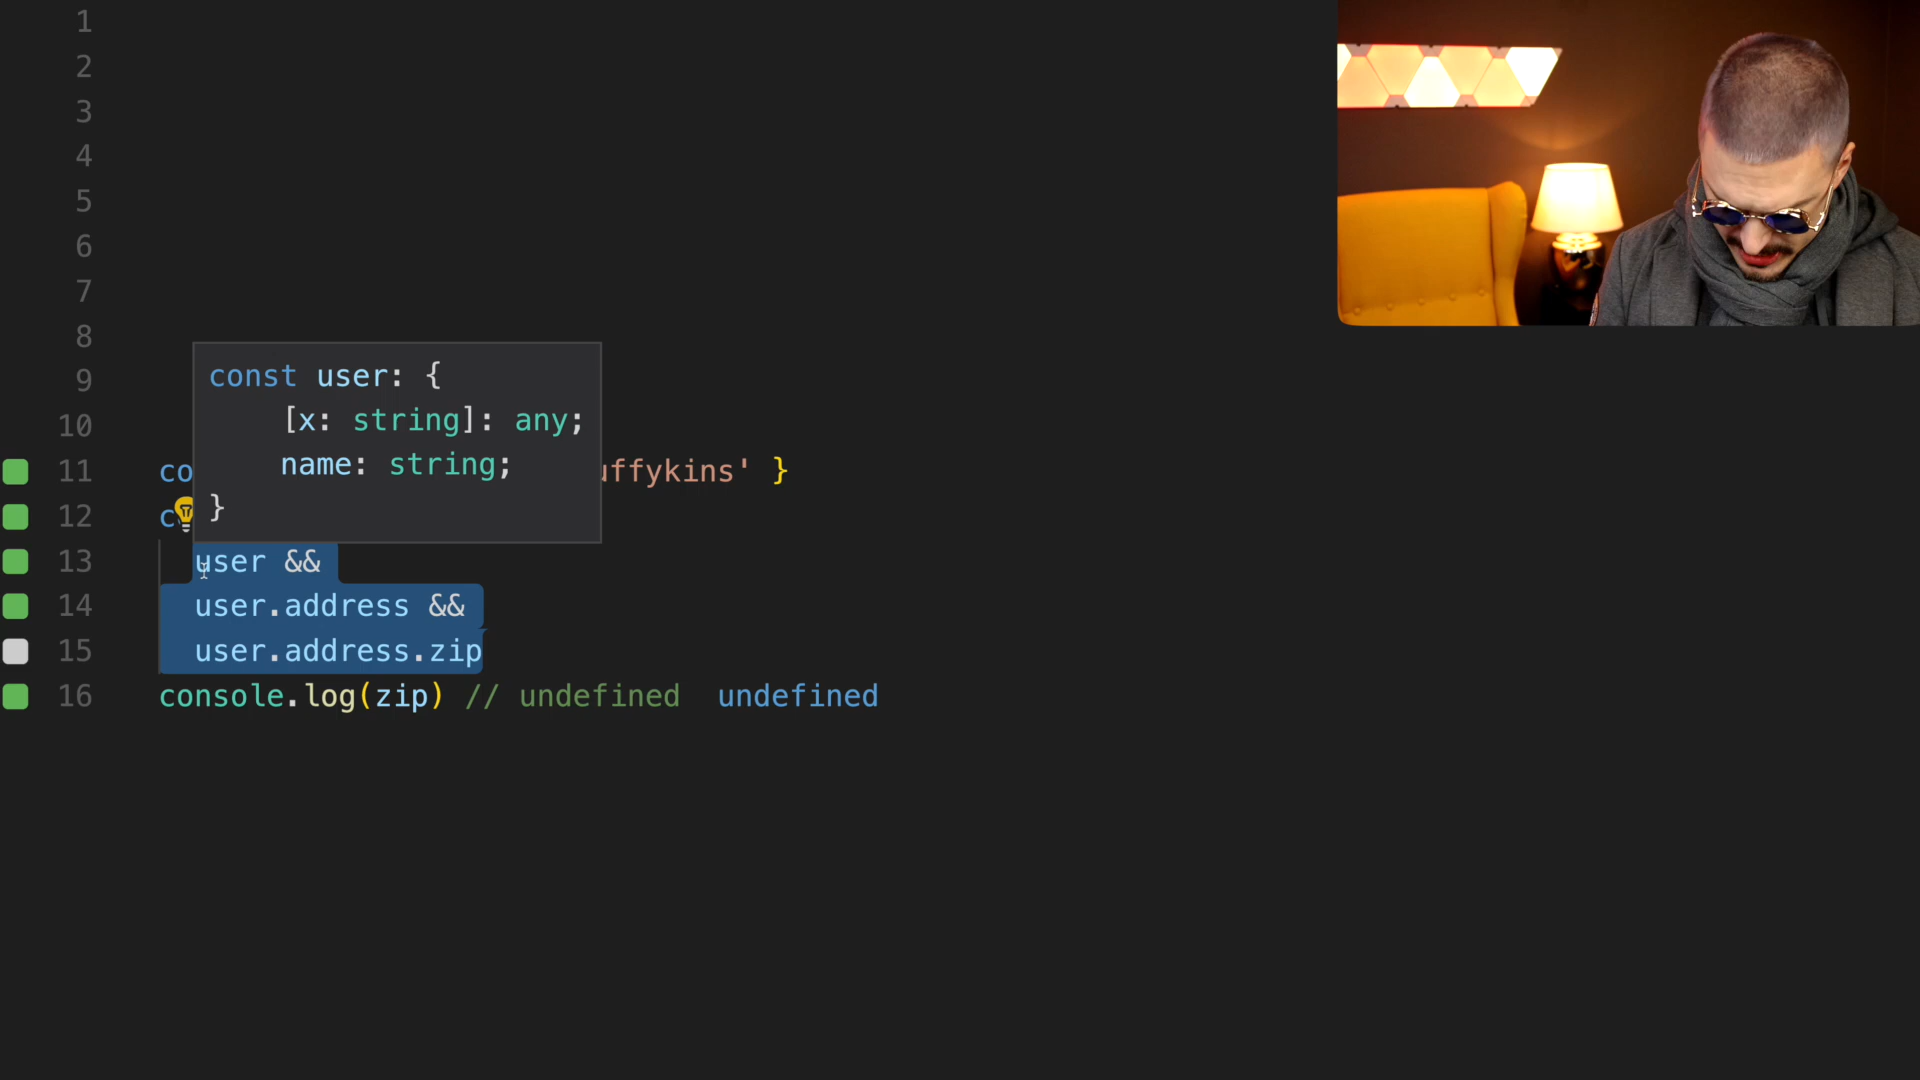 1
2
3
4
5
6
7
8
9
10
const user: {
[x: string]: any;
name: string;
}
11 co uffykins' }
12 c
13 user &&
14 user.address &&
15 user.address.zip
16 console.log(zip) // undefined undefined